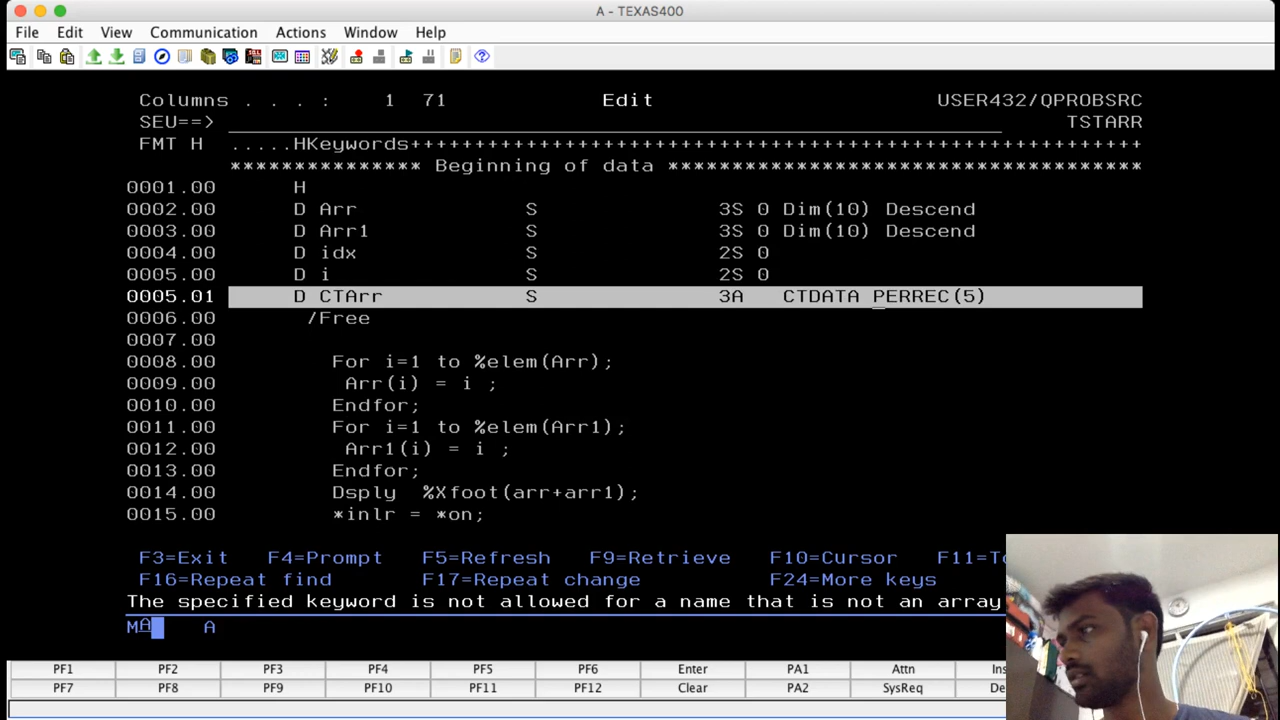 A - TEXAS400
File Edit View Communication Actions Window Help
Columns . . . : 1 71 Edit USER432/QPROBSRC
SEU==> TSTARR
FMT H .....HKeywords++++++++++++++++++++++++++++++++++++++++++++++++++++++++
*************** Beginning of data *************************************
0001.00 H
0002.00 D Arr S 3S 0 Dim(10) Descend
0003.00 D Arr1 S 3S 0 Dim(10) Descend
0004.00 D idx S 2S 0
0005.00 D i S 2S 0
0005.01 D CTArr S 3A CTDATA PERREC(5)
0006.00 /Free
0007.00
0008.00 For i=1 to %elem(Arr);
0009.00 Arr(i) = i ;
0010.00 Endfor;
0011.00 For i=1 to %elem(Arr1);
0012.00 Arr1(i) = i ;
0013.00 Endfor;
0014.00 Dsply %Xfoot(arr+arr1);
0015.00 *inlr = *on;
F3=Exit F4=Prompt F5=Refresh F9=Retrieve F10=Cursor F11=
F16=Repeat find F17=Repeat change F24=More keys
The specified keyword is not allowed for a name that is not an array
MA A
PF1 PF2 PF3 PF4 PF5 PF6 Enter PA1 Attn
PF7 PF8 PF9 PF10 PF11 PF12 Clear PA2 SysReq